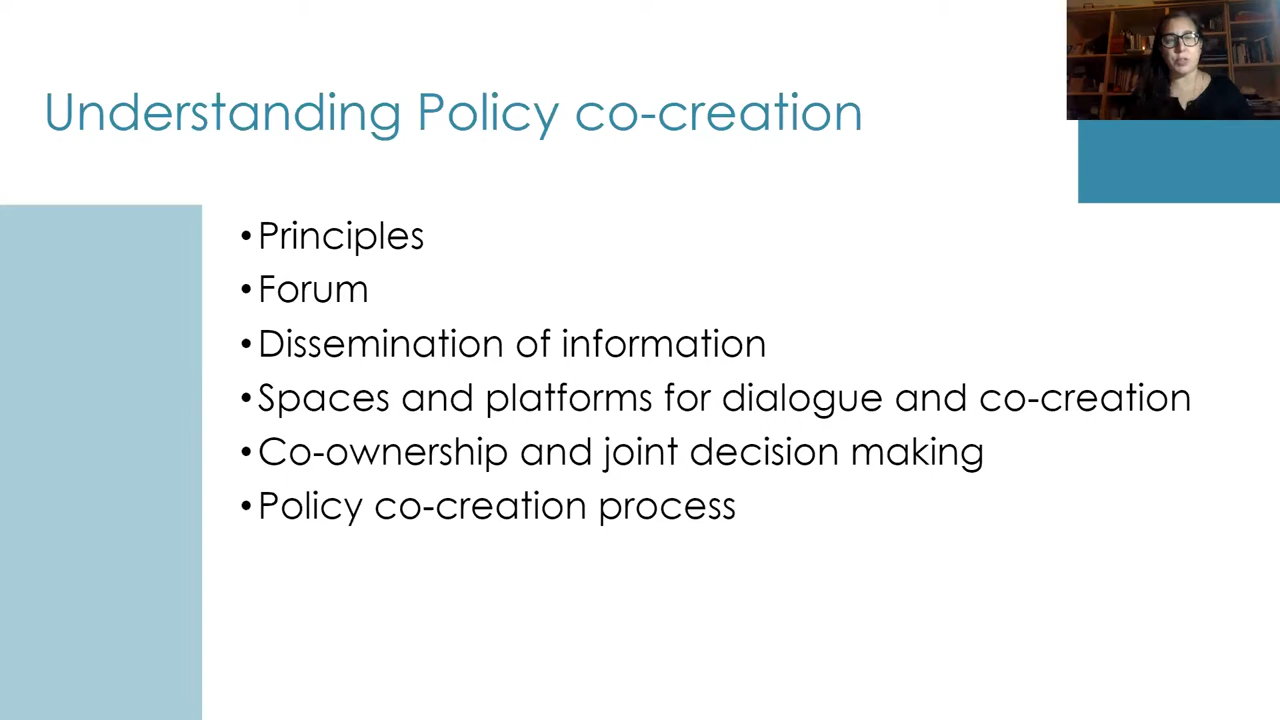 Understanding Policy co-creation
•Principles
•Forum
•Dissemination of information
•Spaces and platforms for dialogue and co-creation
•Co-ownership and joint decision making
•Policy co-creation process